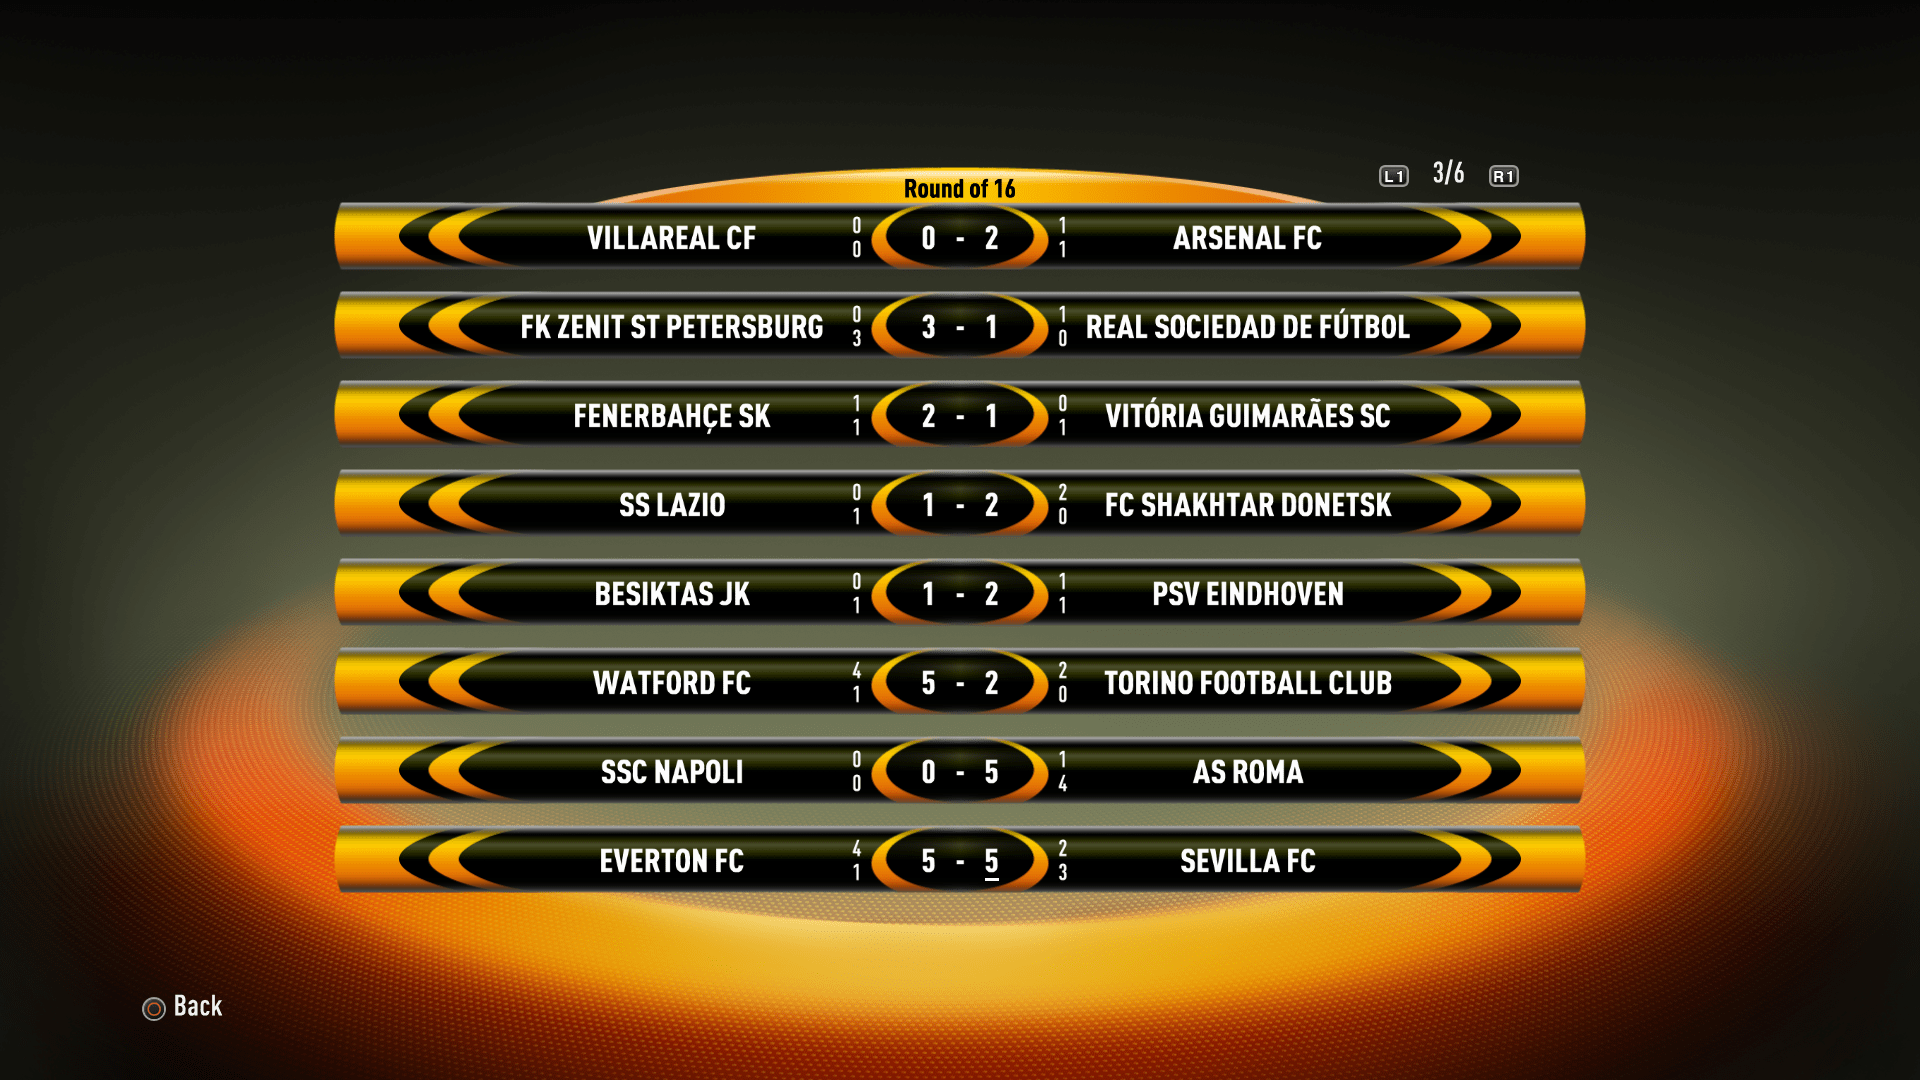 L1 3/6 R1
Round of 16
VILLAREAL CF 0 0 0 - 2 1 1 ARSENAL FC
FK ZENIT ST PETERSBURG 0 3 3 - 1 1 0 REAL SOCIEDAD DE FÚTBOL
FENERBAHÇE SK 1 1 2 - 1 0 1 VITÓRIA GUIMARÃES SC
SS LAZIO 0 1 1 - 2 2 0 FC SHAKHTAR DONETSK
BESIKTAS JK 0 1 1 - 2 1 1 PSV EINDHOVEN
WATFORD FC 4 1 5 - 2 2 0 TORINO FOOTBALL CLUB
SSC NAPOLI 0 0 0 - 5 1 4 AS ROMA
EVERTON FC 4 1 5 - 5 2 3 SEVILLA FC
Back